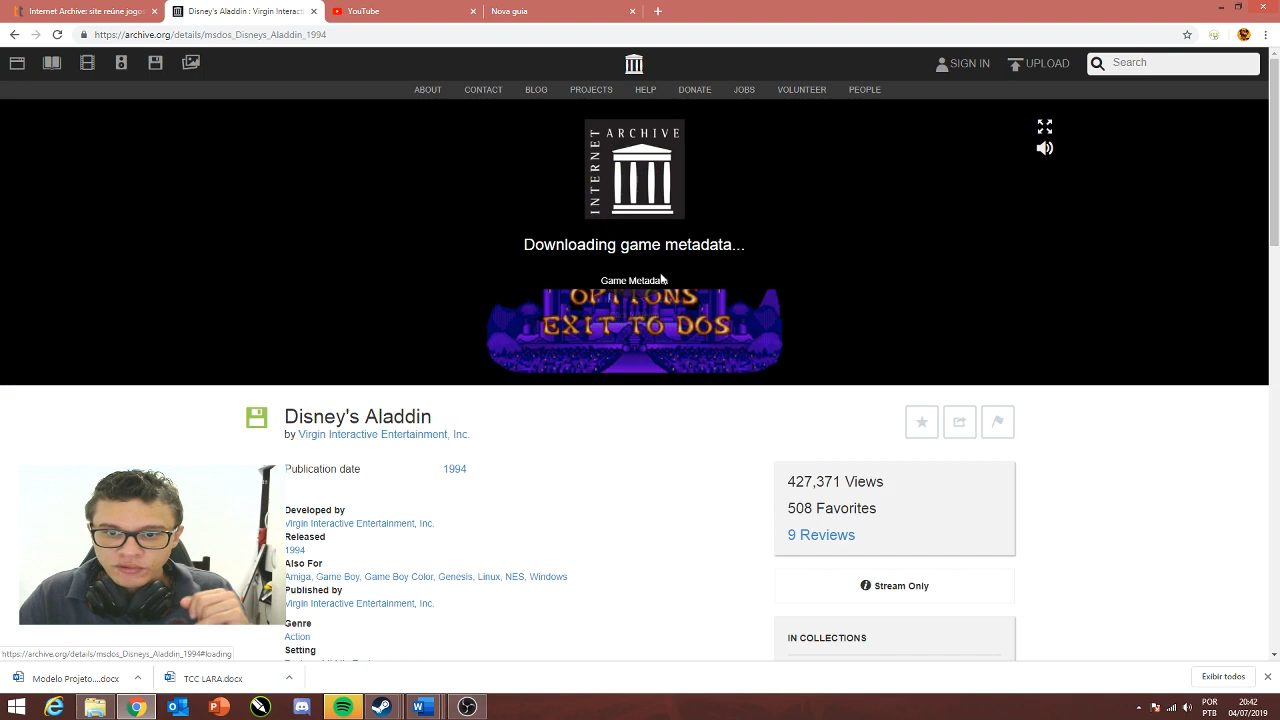 Internet Archive: site reúne jogos
Disney's Aladdin : Virgin Interacti
YouTube
Nova guia
https://archive.org/details/msdos_Disneys_Aladdin_1994
SIGN IN
UPLOAD
Search
ABOUT CONTACT BLOG PROJECTS HELP DONATE JOBS VOLUNTEER PEOPLE
INTERNET ARCHIVE
Downloading game metadata...
Game Metadata
OPTIONS
EXIT TO DOS
Disney's Aladdin
by Virgin Interactive Entertainment, Inc.
Publication date 1994
427,371 Views
508 Favorites
9 Reviews
Developed by
Virgin Interactive Entertainment, Inc.
Released
1994
Also For
Amiga, Game Boy, Game Boy Color, Genesis, Linux, NES, Windows
Published by
Virgin Interactive Entertainment, Inc.
Stream Only
Genre
Action
Setting
IN COLLECTIONS
https://archive.org/details/msdos_Disneys_Aladdin_1994#loading
Modelo Projeto....docx
TCC LARA.docx
Exibir todos
POR
PTB
20:42
04/07/2019